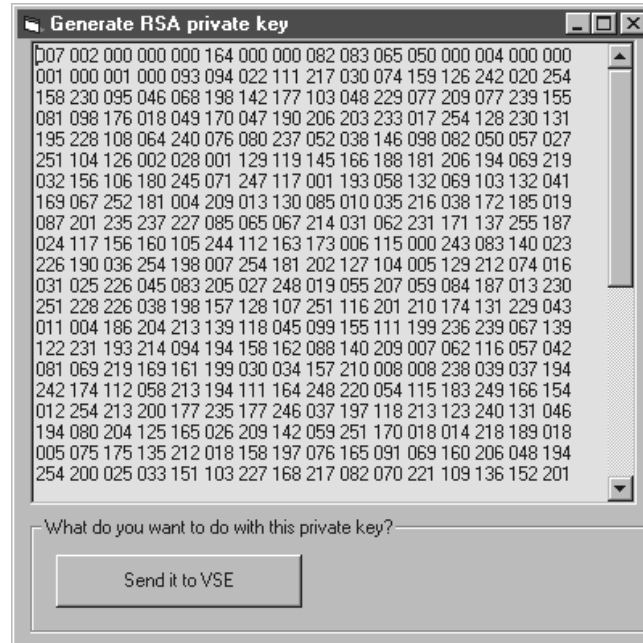 Generate RSA private key
007 002 000 000 000 164 000 000 082 083 065 050 000 004 000 000
001 000 001 000 093 094 022 111 217 030 074 159 126 242 020 254
158 230 095 046 068 198 142 177 103 048 229 077 209 077 239 155
081 098 176 018 049 170 047 190 206 203 233 017 254 128 230 131
195 228 108 064 240 076 080 237 052 038 146 098 082 050 057 027
251 104 126 002 028 001 129 119 145 166 188 181 206 194 069 219
032 156 106 180 245 071 247 117 001 193 058 132 069 103 132 041
169 067 252 181 004 209 013 130 085 010 035 216 038 172 185 019
087 201 235 237 227 085 065 067 214 031 062 231 171 137 255 187
024 117 156 160 105 244 112 163 173 006 115 000 243 083 140 023
226 190 036 254 198 007 254 181 202 127 104 005 129 212 074 016
031 025 226 045 083 205 027 248 019 055 207 059 084 187 013 230
251 228 226 038 198 157 128 107 251 116 201 210 174 131 229 043
011 004 186 204 213 139 118 045 099 155 111 199 236 239 067 139
122 231 193 214 094 194 158 162 088 140 209 007 062 116 057 042
081 069 219 169 161 199 030 034 157 210 008 008 238 039 037 194
242 174 112 058 213 194 111 164 248 220 054 115 183 249 166 154
012 254 213 200 177 235 177 246 037 197 118 213 123 240 131 046
194 080 204 125 165 026 209 142 059 251 170 018 014 218 189 018
005 075 175 135 212 018 158 197 076 165 091 069 160 206 048 194
254 200 025 033 151 103 227 168 217 082 070 221 109 136 152 201
What do you want to do with this private key?
Send it to VSE